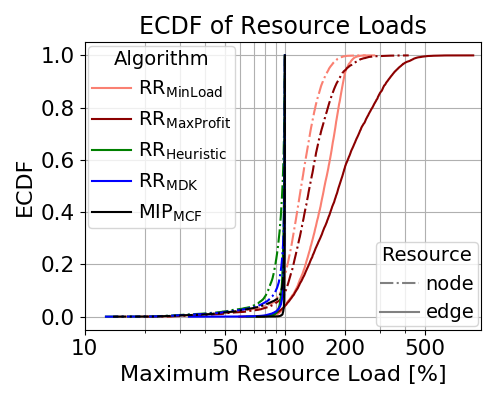 ECDF of Resource Loads
1.0
0.8
0.6
0.4
0.2
0.0
ECDF
Algorithm
RR_MinLoad
RR_MaxProfit
RR_Heuristic
RR_MDK
MIP_MCF
Resource
node
edge
10
50
100
200
500
Maximum Resource Load [%]